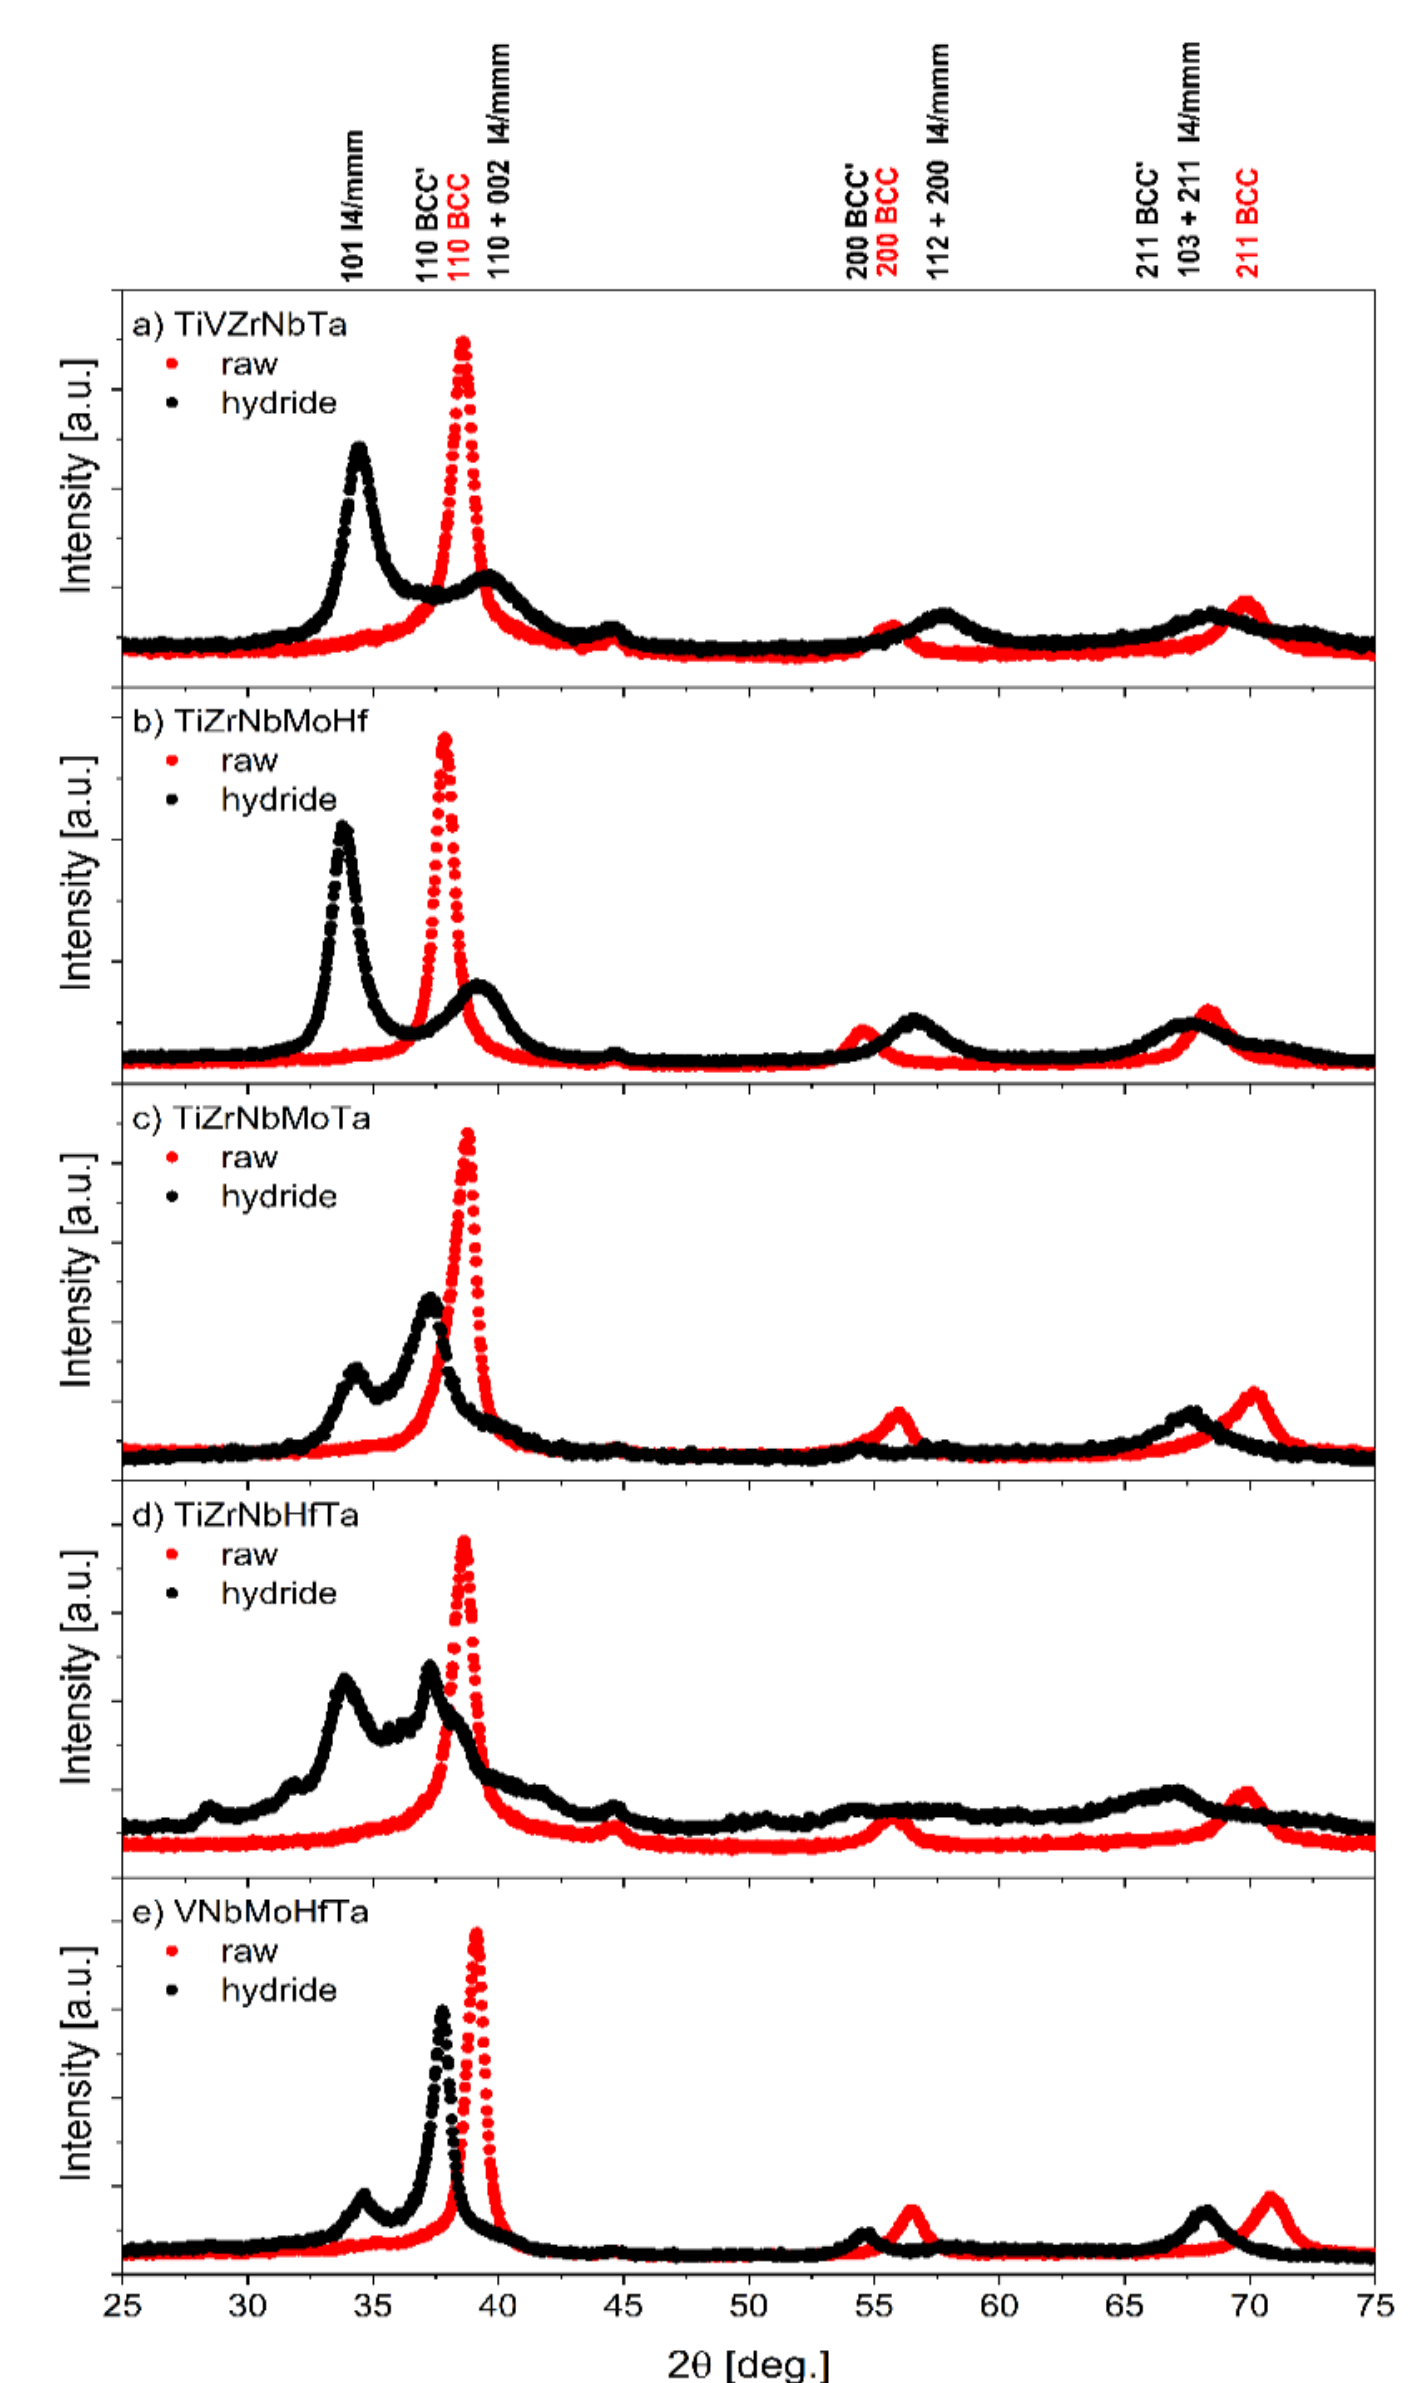 101 I4/mmm
110 BCC'
110 BCC
110 + 002 I4/mmm
200 BCC'
200 BCC
112 + 200 I4/mmm
211 BCC'
103 + 211 I4/mmm
211 BCC
a) TiVZrNbTa
raw
hydride
Intensity [a.u.]
b) TiZrNbMoHf
raw
hydride
Intensity [a.u.]
c) TiZrNbMoTa
raw
hydride
Intensity [a.u.]
d) TiZrNbHfTa
raw
hydride
Intensity [a.u.]
e) VNbMoHfTa
raw
hydride
Intensity [a.u.]
25 30 35 40 45 50 55 60 65 70 75
2θ [deg.]